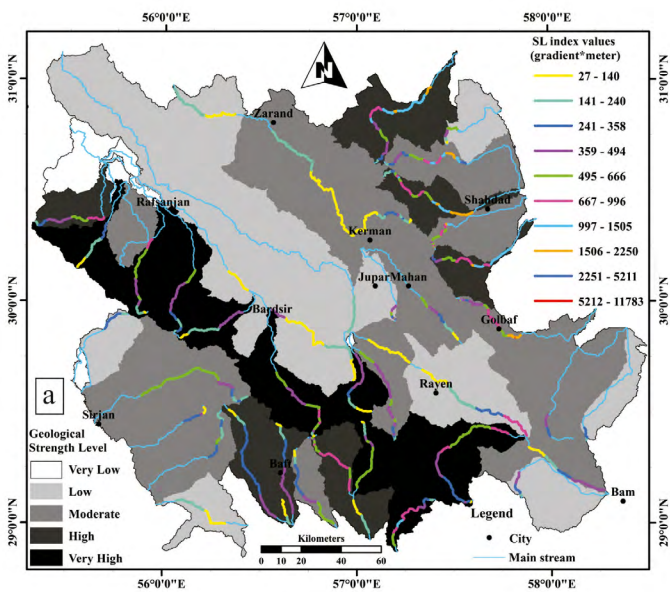 56°0'0"E 57°0'0"E 58°0'0"E
SL index values
(gradient*meter)
27 - 140
141 - 240
241 - 358
359 - 494
495 - 666
667 - 996
997 - 1505
1506 - 2250
2251 - 5211
5212 - 11783
31°0'0"N
31°0'0"N
N
Zarand
Rafsanjan
Shahdad
Kerman
Jupar
Mahan
30°0'0"N
30°0'0"N
Bardsir
Golbaf
a
Rayen
Sirjan
Geological
Strength Level
Very Low
Low
Moderate
High
Very High
Baft
Bam
29°0'0"N
29°0'0"N
Kilometers
0 10 20 40 60
Legend
City
Main stream
56°0'0"E 57°0'0"E 58°0'0"E